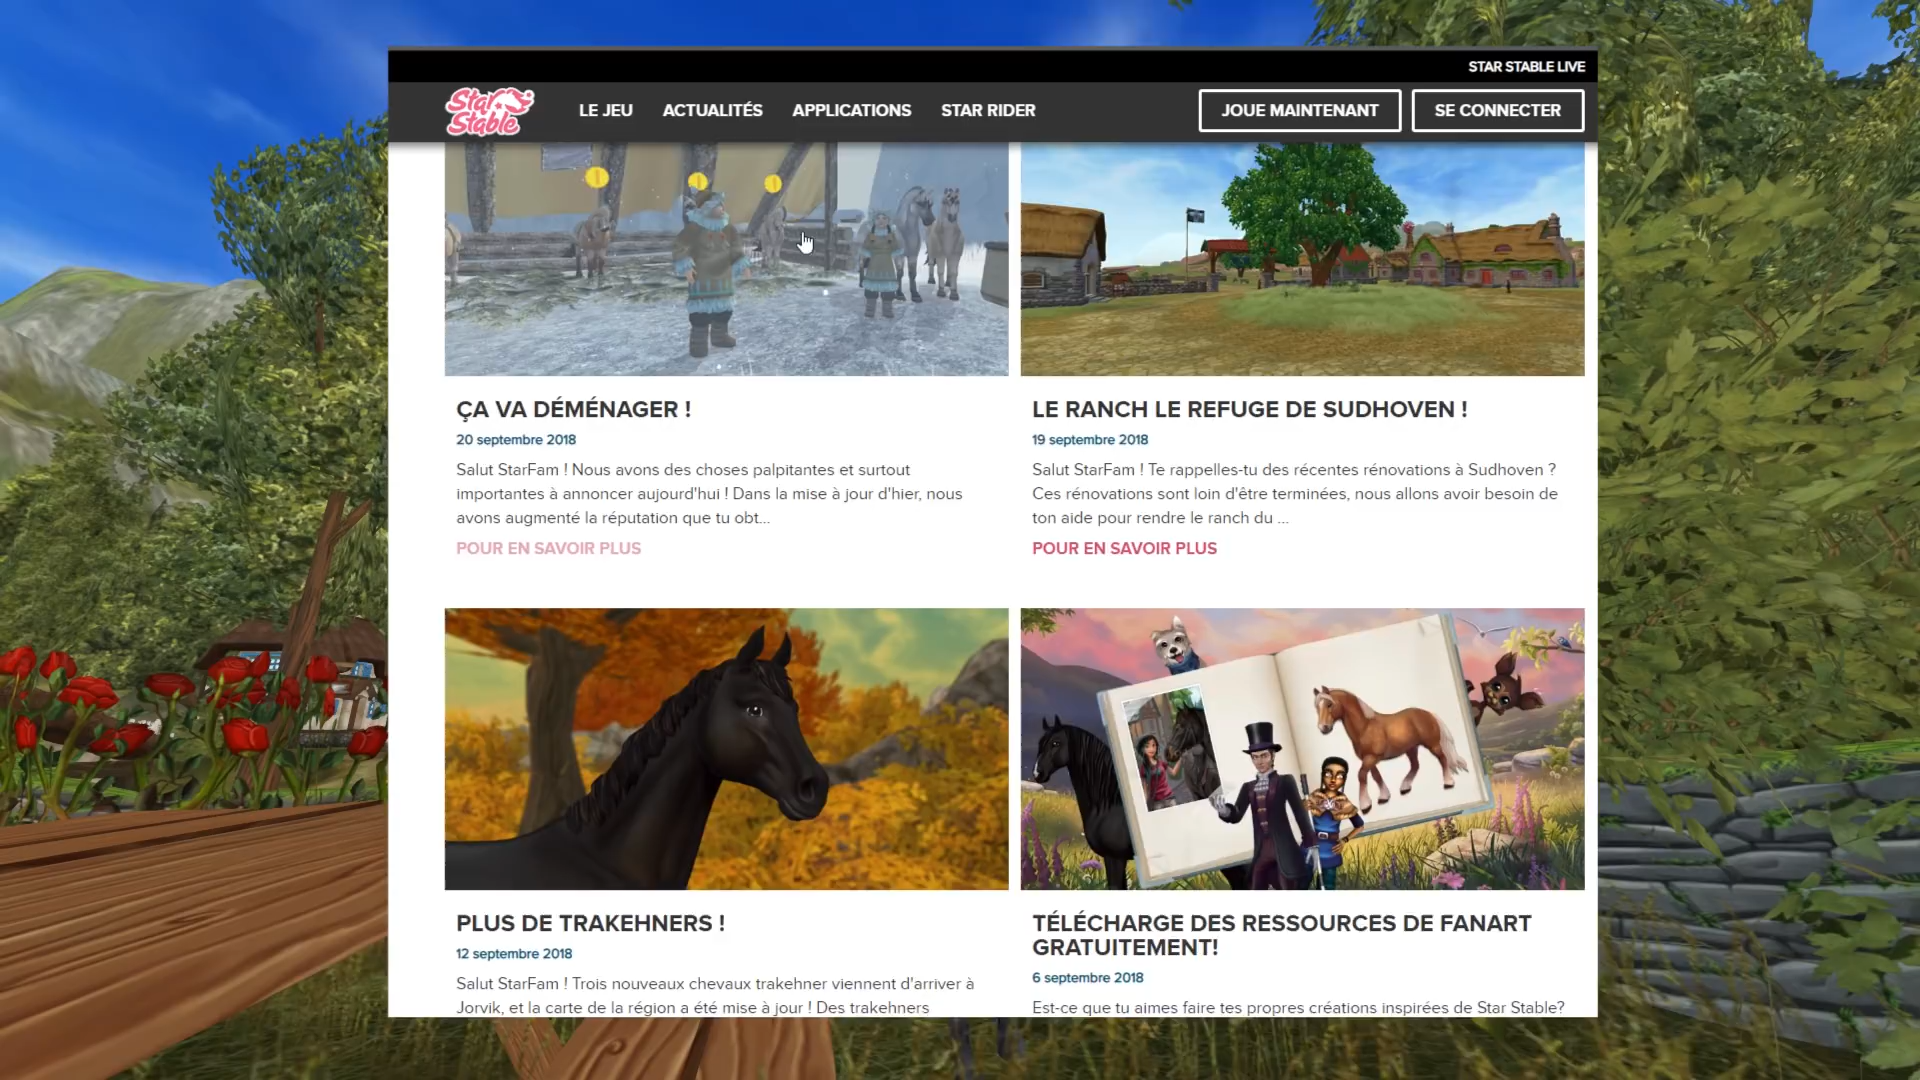 STAR STABLE LIVE
Star Stable
LE JEU
ACTUALITÉS
APPLICATIONS
STAR RIDER
JOUE MAINTENANT
SE CONNECTER
ÇA VA DÉMÉNAGER !
20 septembre 2018
Salut StarFam ! Nous avons des choses palpitantes et surtout
importantes à annoncer aujourd'hui ! Dans la mise à jour d'hier, nous
avons augmenté la réputation que tu obt...
POUR EN SAVOIR PLUS
LE RANCH LE REFUGE DE SUDHOVEN !
19 septembre 2018
Salut StarFam ! Te rappelles-tu des récentes rénovations à Sudhoven ?
Ces rénovations sont loin d'être terminées, nous allons avoir besoin de
ton aide pour rendre le ranch du ...
POUR EN SAVOIR PLUS
PLUS DE TRAKEHNERS !
12 septembre 2018
Salut StarFam ! Trois nouveaux chevaux trakehner viennent d'arriver à
Jorvik, et la carte de la région a été mise à jour ! Des trakehners
TÉLÉCHARGE DES RESSOURCES DE FANART
GRATUITEMENT!
6 septembre 2018
Est-ce que tu aimes faire tes propres créations inspirées de Star Stable?